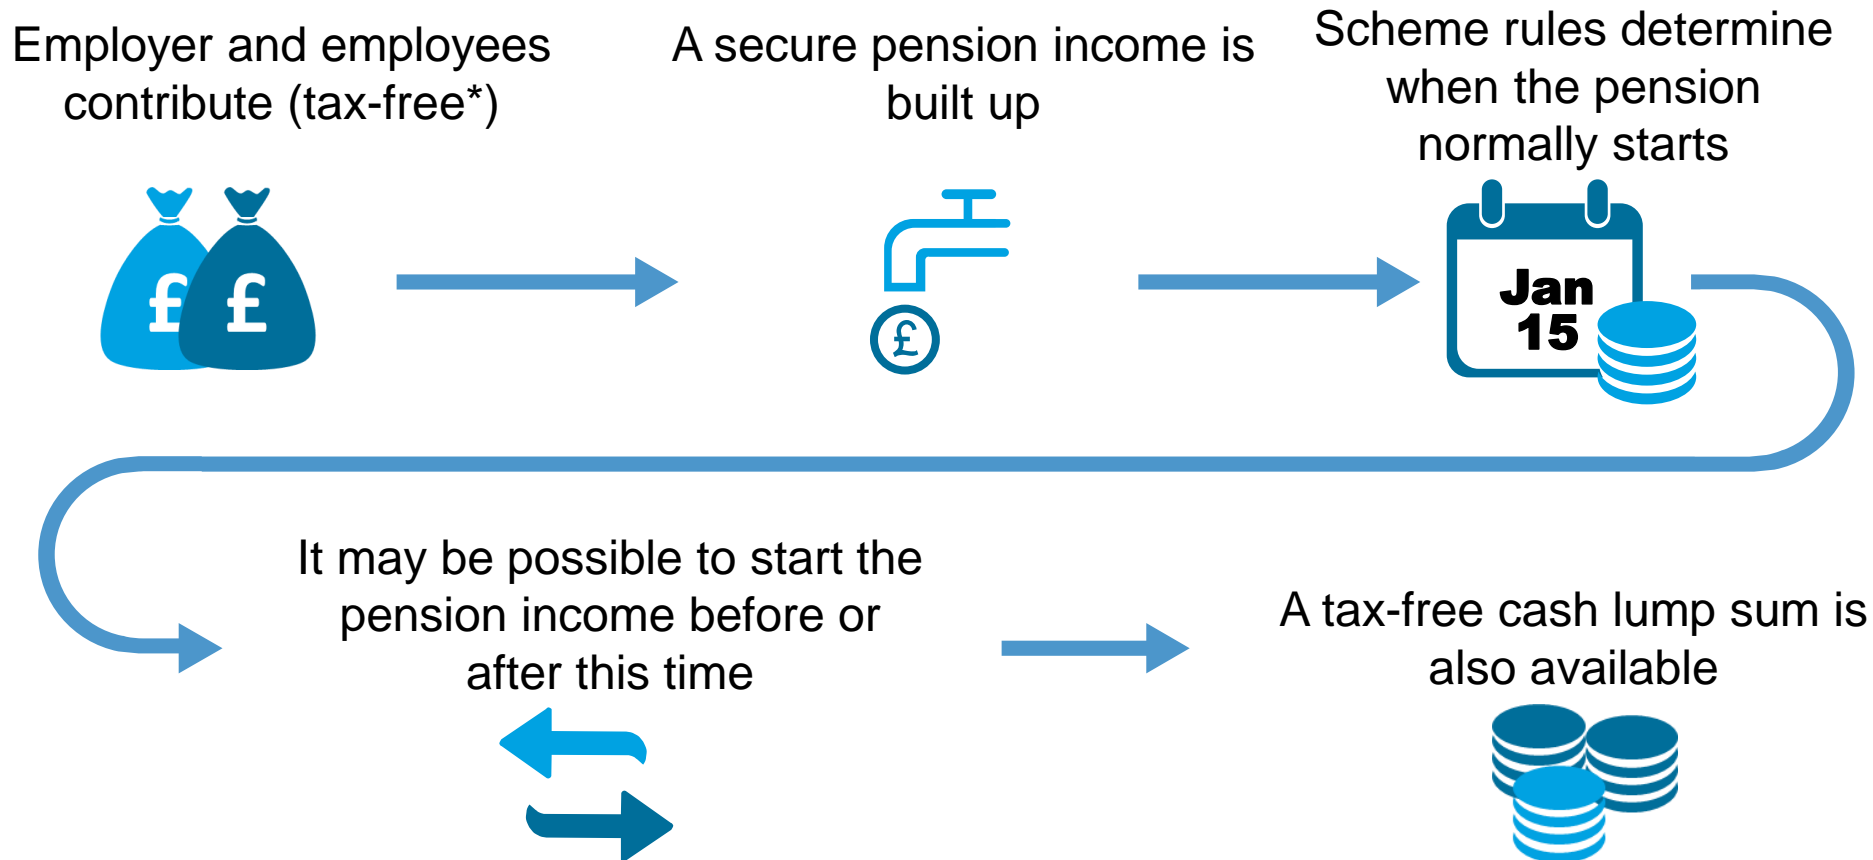 Employer and employees
contribute (tax-free*)
A secure pension income is
built up
Scheme rules determine
when the pension
normally starts
£
£
£
Jan
15
It may be possible to start the
pension income before or
after this time
A tax-free cash lump sum is
also available